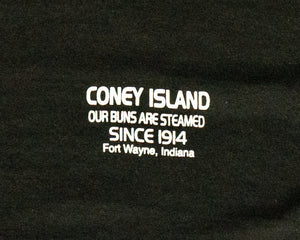 CONEY ISLAND
OUR BUNS ARE STEAMED
SINCE 1914
Fort Wayne, Indiana